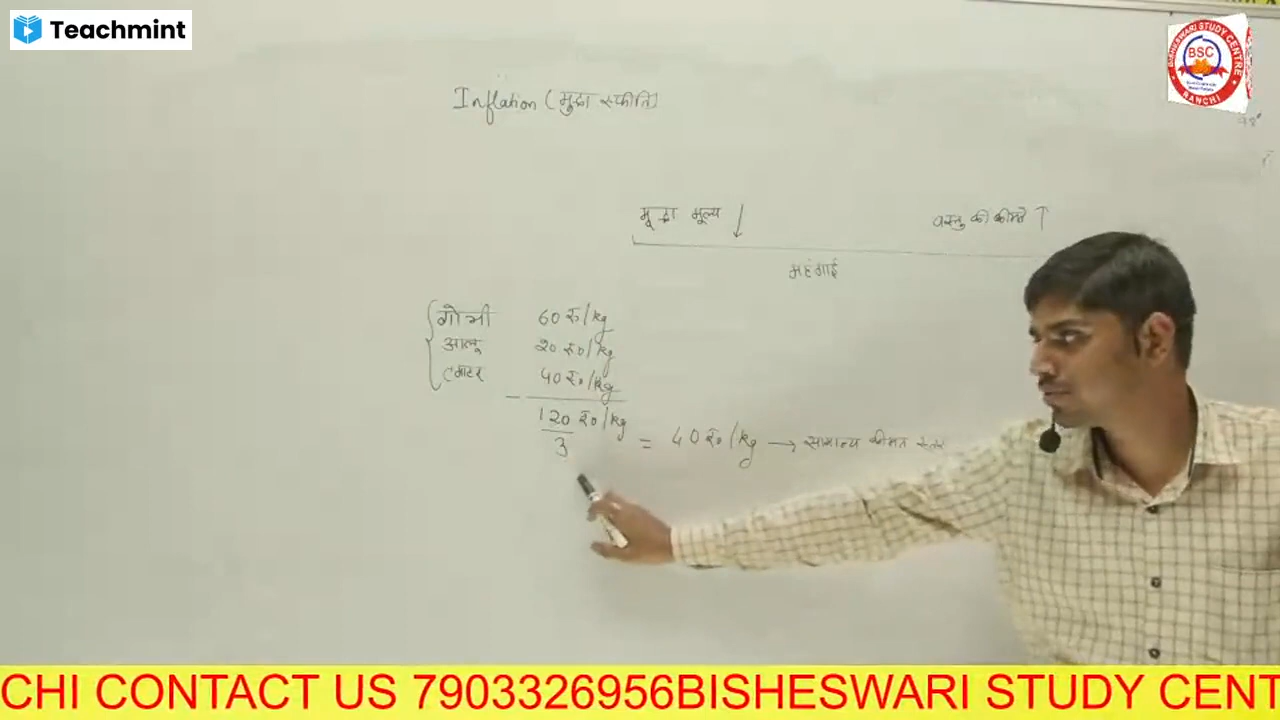 Teachmint
BISHESWARI STUDY CENTRE
BSC
RANCHI
Inflation (मुद्रा स्फीति)
मूद्रा मूल्य ↓ वस्तु की कीमते ↑
महंगाई
गोभी 60 रु/kg
आलू 20 रु०/kg
टमाटर 40 रु०/kg
120 रु०/kg
3
= 40 रु०/kg → सामान्य कीमत स्तर
CHI CONTACT US 7903326956BISHESWARI STUDY CENT